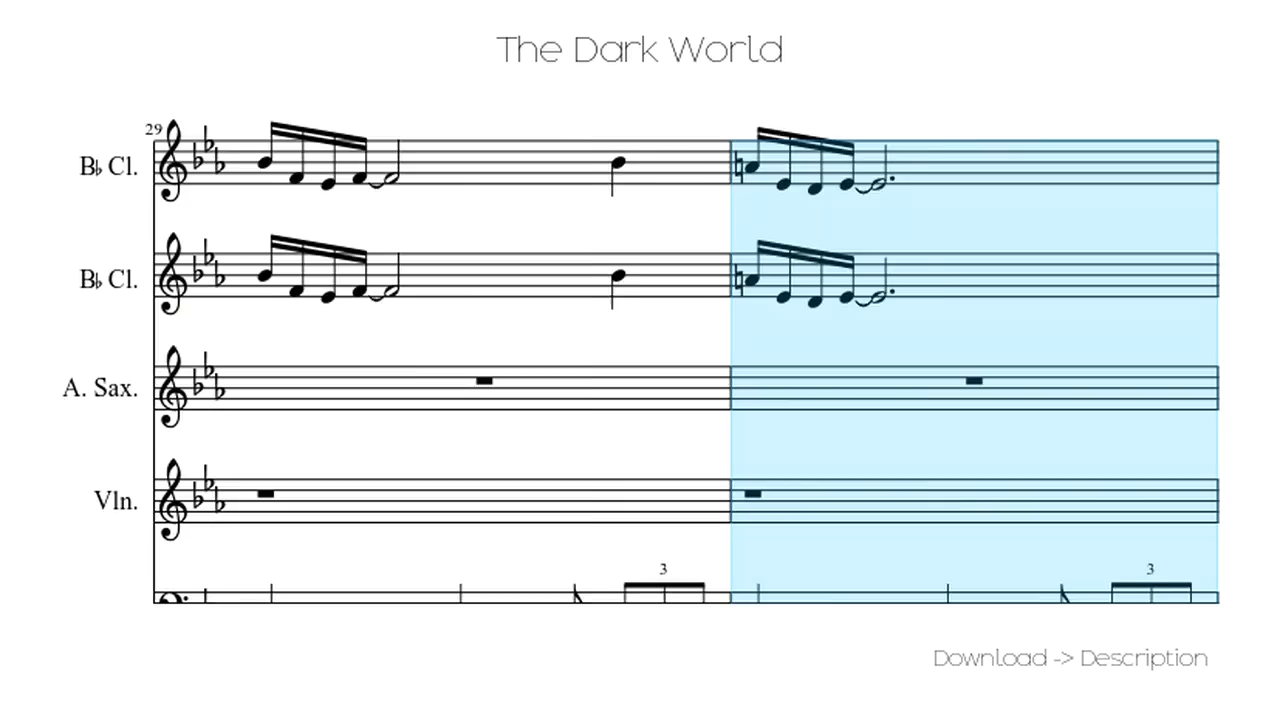 The Dark World
29
B♭ Cl.
B♭ Cl.
A. Sax.
Vln.
3
3
Download -> Description